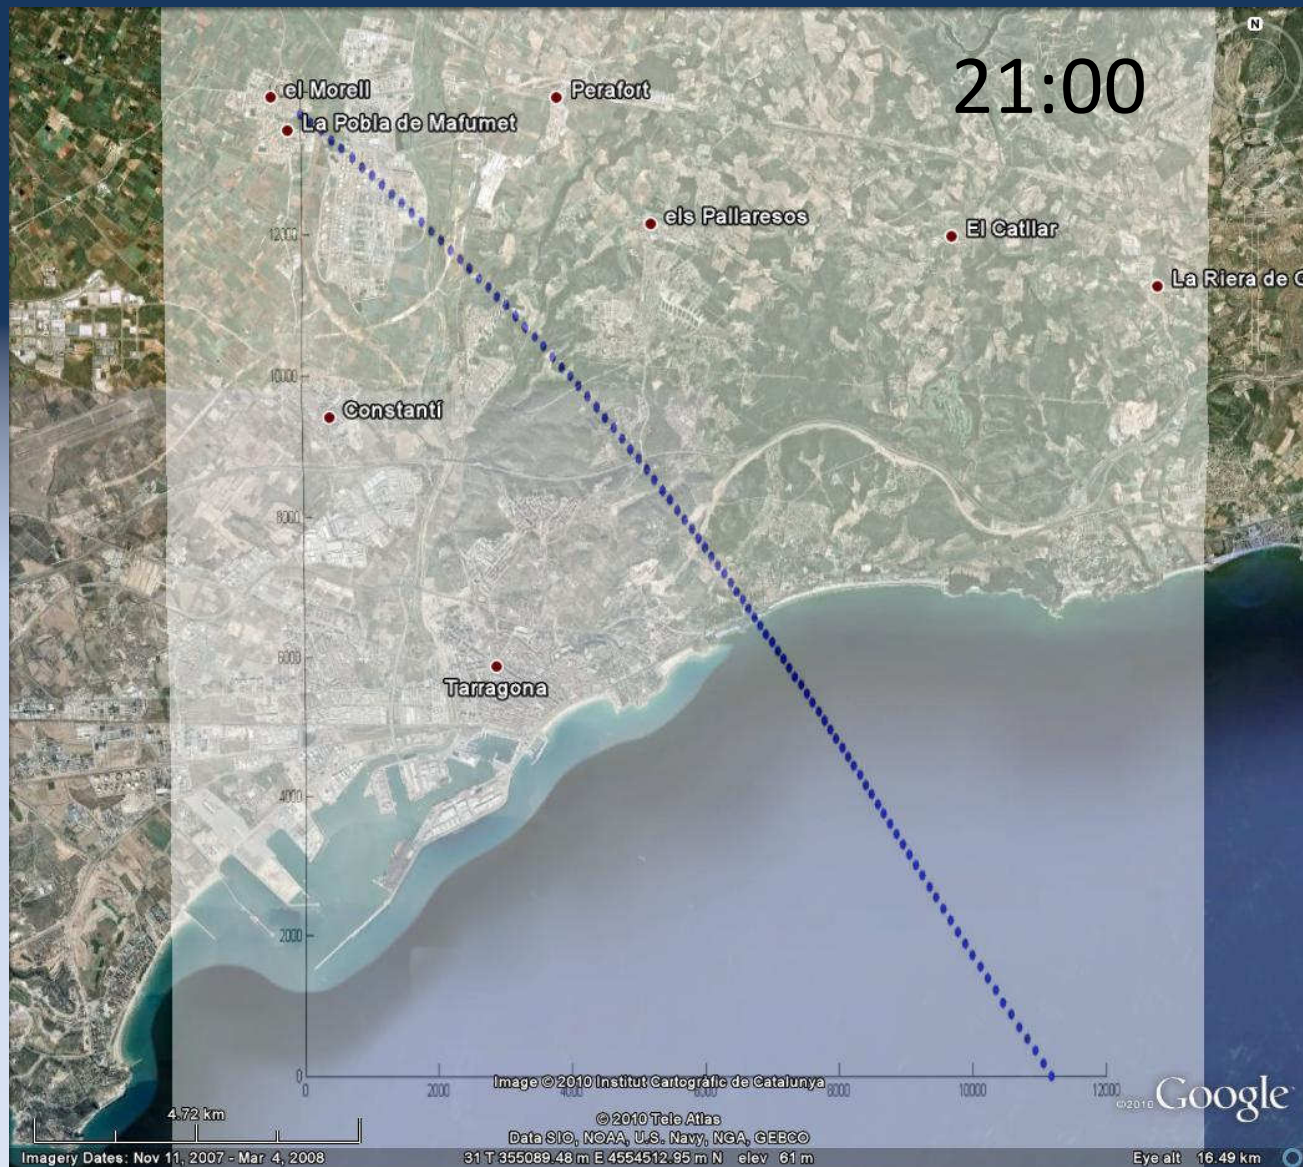 N
21:00
el Morell
Perafort
La Pobla de Mafumet
els Pallaresos
El Catllar
12000
La Riera de
10000
Constantí
8000
6000
Tarragona
4000
2000
0
0 2000 4000 6000 8000 10000 12000
Image © 2010 Institut Cartogràfic de Catalunya
©2010 Google
4.72 km
© 2010 Tele Atlas
Data SIO, NOAA, U.S. Navy, NGA, GEBCO
Imagery Dates: Nov 11, 2007 - Mar 4, 2008
31 T 355089.48 m E 4554512.95 m N elev 61 m
Eye alt 16.49 km